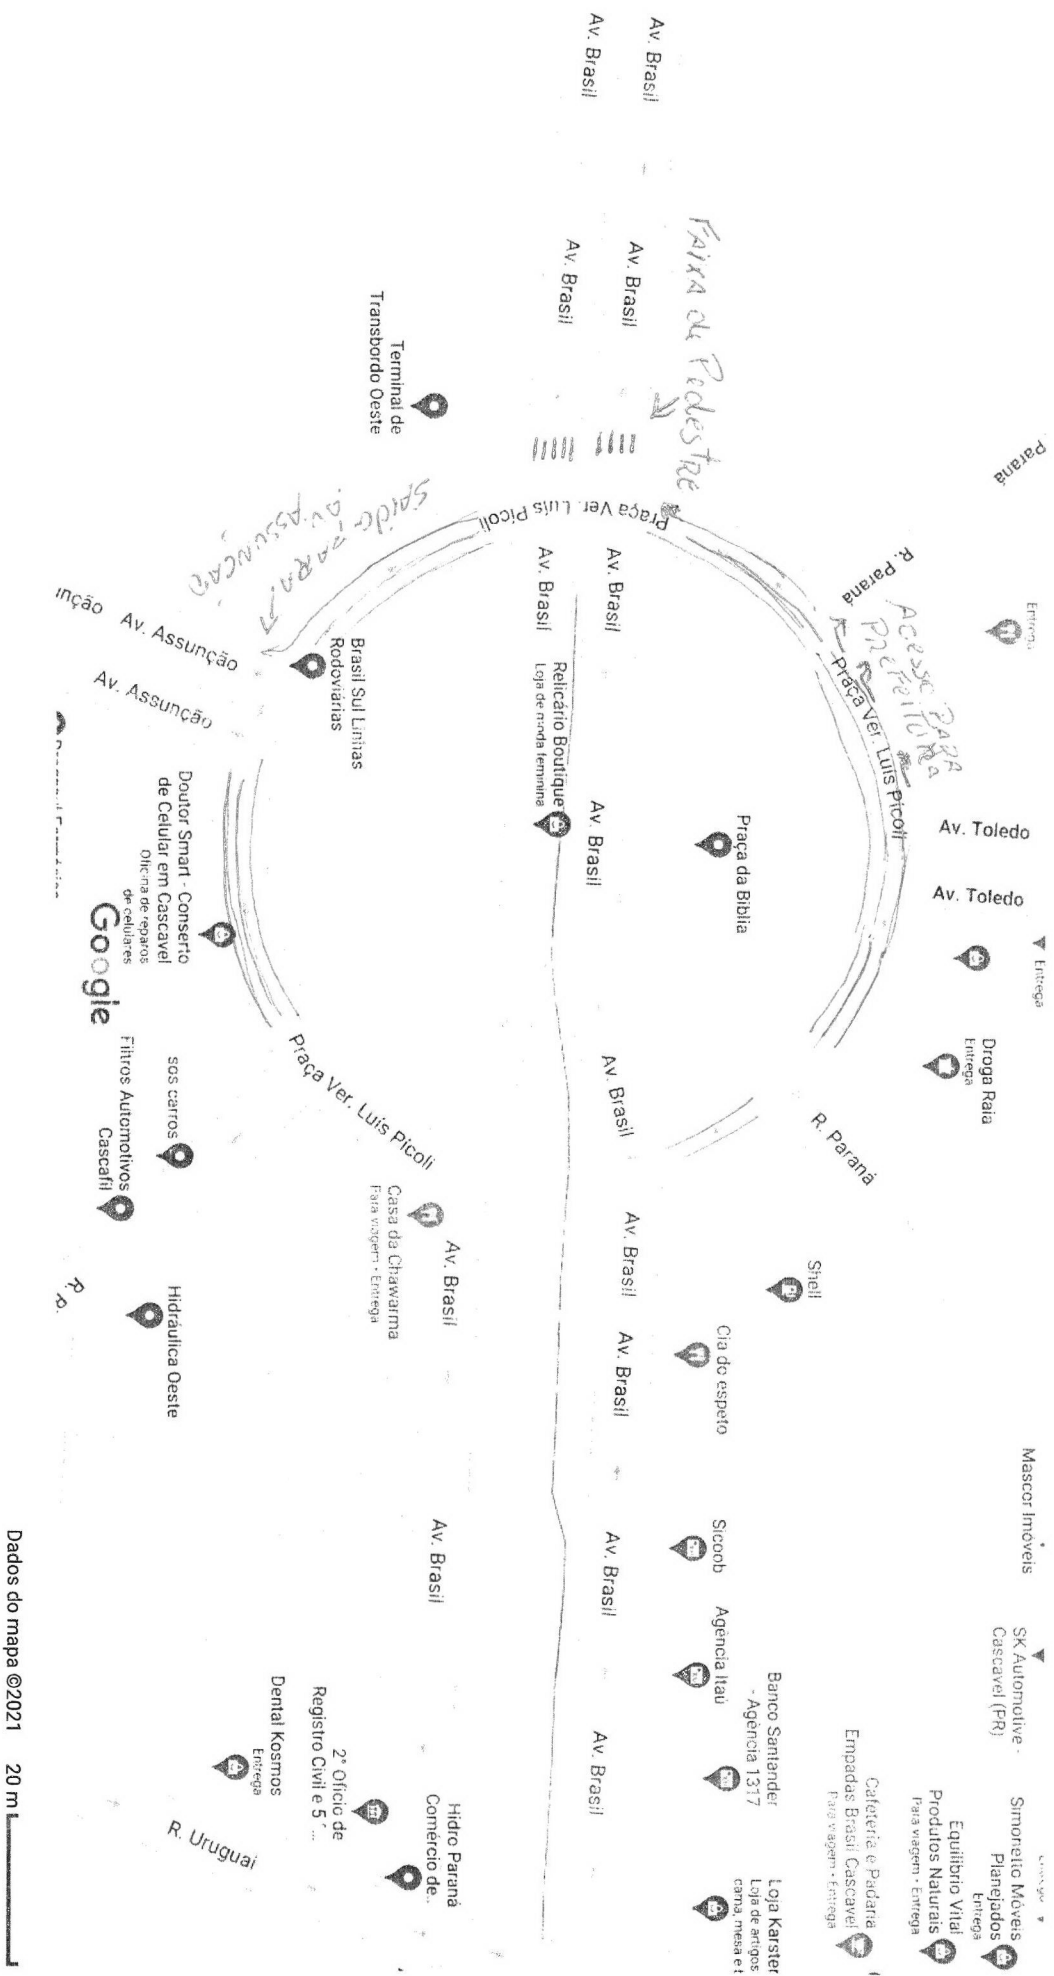 Av. Brasil
Av. Brasil
Av. Brasil
Av. Brasil
FAIXA de PedesTRE
Terminal de
Transbordo Oeste
Praça Ver. Luís Picoli
SAIDA PARA
AV ASSUNCAO
Paraná
R. Paraná
Entrega
ACESSO PARA
PREFEITURA
Praça Ver. Luís Picoli
Av. Toledo
Av. Toledo
Entrega
Droga Raia
Entrega
R. Paraná
Av. Brasil
Av. Brasil
Relicário Boutique
Loja de moda feminina
Av. Brasil
Praça da Bíblia
Brasil Sul Linhas
Rodoviárias
nção
Av. Assunção
Av. Assunção
Doutor Smart - Conserto
de Celular em Cascavel
Oficina de reparos
de celulares
Google
Praça Ver. Luís Picoli
sos carros
Filtros Automotivos
Cascafil
Hidráulica Oeste
R. P.
Casa da Chawarma
Para viagem • Entrega
Av. Brasil
Av. Brasil
Av. Brasil
Av. Brasil
Shell
Cia do espeto
Sicoob
Agência Itaú
Av. Brasil
Av. Brasil
Av. Brasil
Banco Santander
- Agência 1317
Mascor Imóveis
SK Automotive -
Cascavel (PR)
Simonetto Móveis
Planejados
Entrega
Equilíbrio Vital
Produtos Naturais
Para viagem • Entrega
Cafeteria e Padaria
Empadas Brasil Cascavel
Para viagem • Entrega
Loja Karsten
Loja de artigos
cama, mesa e
Hidro Paraná
Comércio de..
2° Ofício de
Registro Civil e 5° ...
Dental Kosmos
Entrega
R. Uruguai
Dados do mapa ©2021
20 m